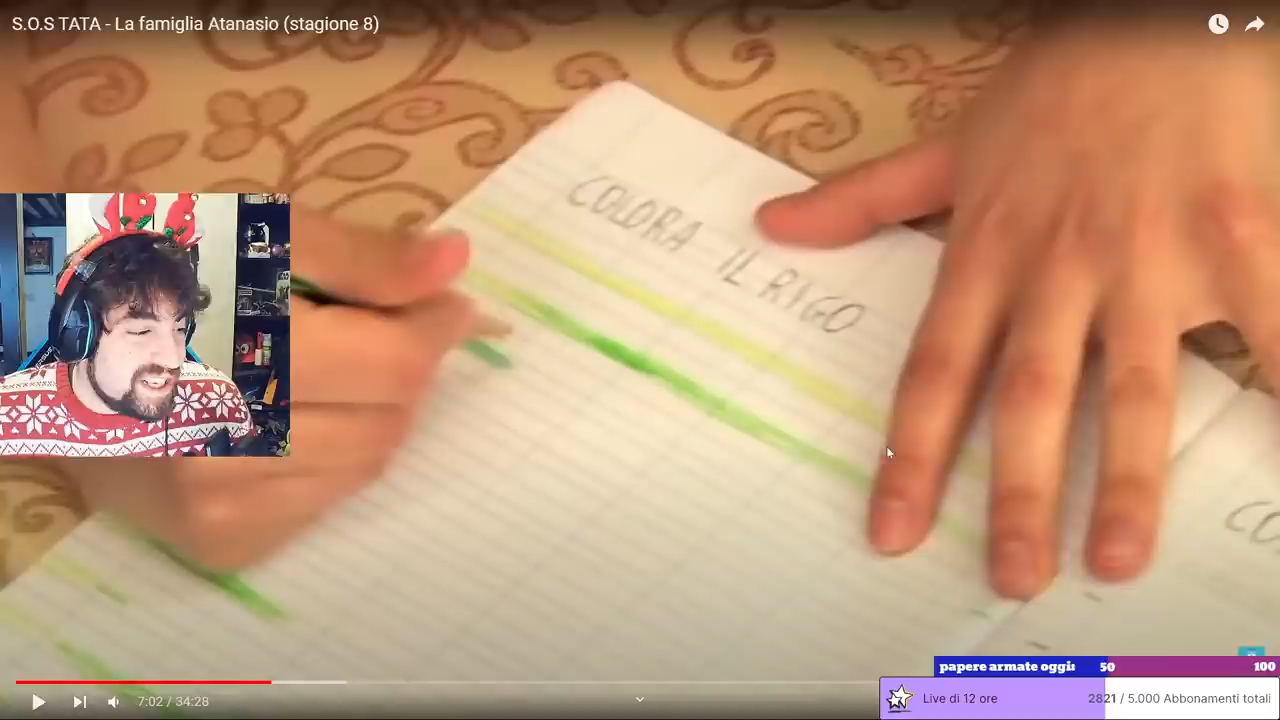 S.O.S TATA - La famiglia Atanasio (stagione 8)
COLORA IL RIGO
CO
papere armate oggi: 50 100
Live di 12 ore 2821 / 5.000 Abbonamenti totali
7:02 / 34:28